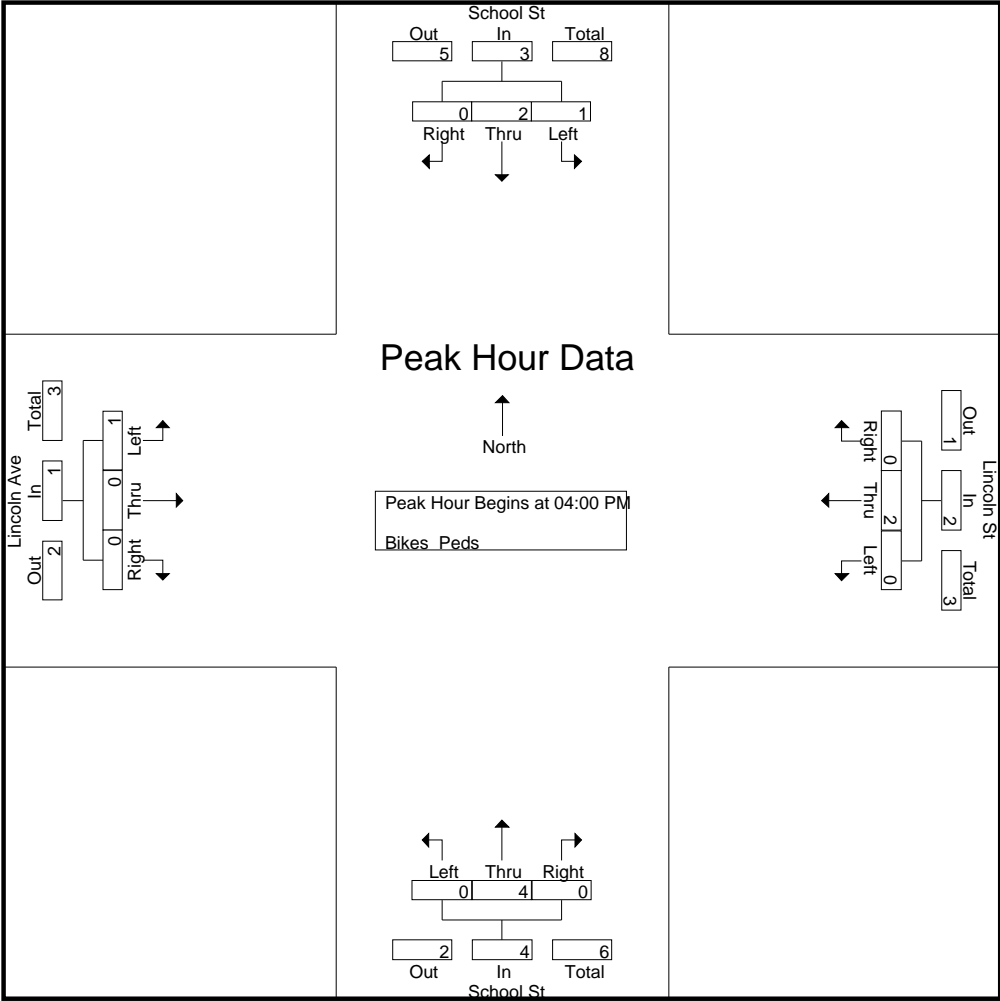 School St
Out In Total
5 3 8
0 2 1
Right Thru Left
Peak Hour Data
North
Peak Hour Begins at 04:00 PM
Bikes Peds
Lincoln Ave
Total In Out
3 1 2
1 0 0
Left Thru Right
Lincoln St
Out In Total
1 2 3
0 2 0
Right Thru Left
Left Thru Right
0 4 0
2 4 6
Out In Total
School St